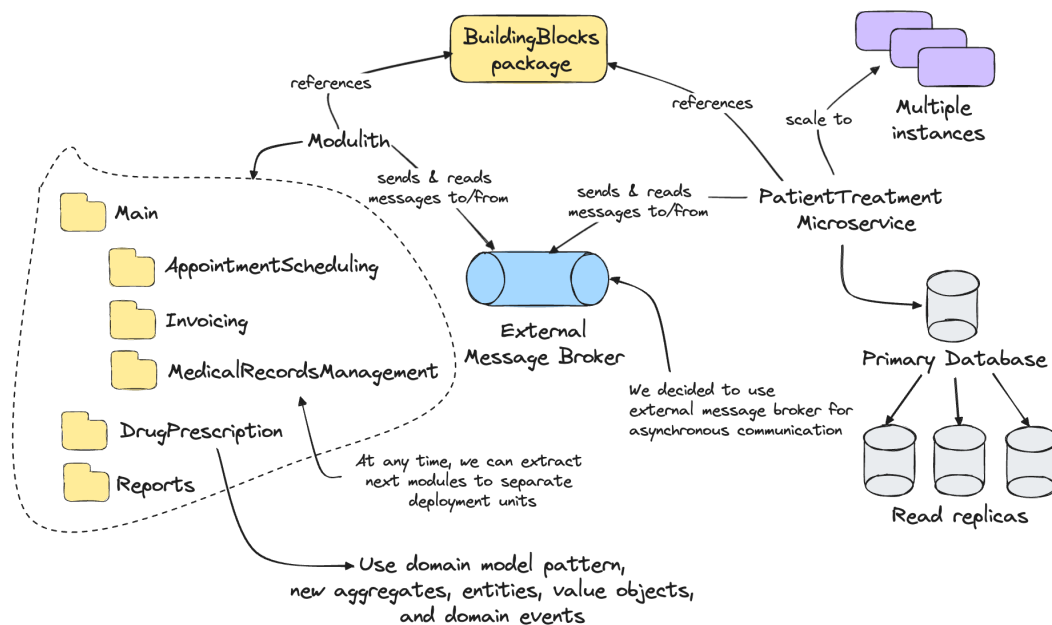 BuildingBlocks
package
references
references
Multiple
instances
scale to
Modulith
sends & reads
messages to/from
sends & reads
messages to/from
PatientTreatment
Microservice
Main
AppointmentScheduling
Invoicing
MedicalRecordsManagement
DrugPrescription
Reports
External
Message Broker
Primary Database
We decided to use
external message broker for
asynchronous communication
At any time, we can extract
next modules to separate
deployment units
Read replicas
Use domain model pattern,
new aggregates, entities, value objects,
and domain events